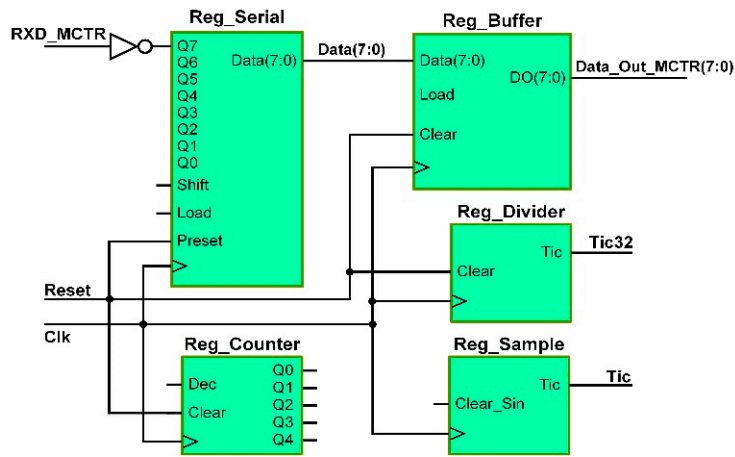 Reg_Serial
RXD_MCTR
Q7
Q6
Q5
Q4
Q3
Q2
Q1
Q0
Data(7:0)
Shift
Load
Preset
Data(7:0)
Reg_Buffer
Data(7:0)
DO(7:0)
Load
Clear
Data_Out_MCTR(7:0)
Reg_Divider
Tic
Clear
Tic32
Reset
Clk
Reg_Counter
Q0
Dec
Q1
Q2
Clear
Q3
Q4
Reg_Sample
Tic
Clear_Sin
Tic